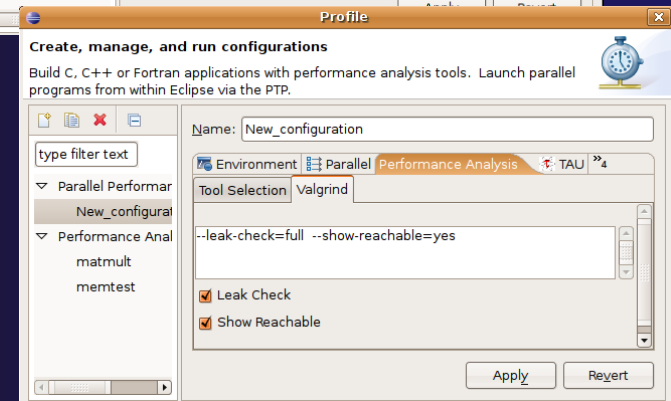 Profile
Create, manage, and run configurations
Build C, C++ or Fortran applications with performance analysis tools. Launch parallel
programs from within Eclipse via the PTP.
Name: New_configuration
type filter text
Environment Parallel Performance Analysis TAU »4
Parallel Performar
Tool Selection Valgrind
New_configurat
Performance Anal
--leak-check=full --show-reachable=yes
matmult
memtest
Leak Check
Show Reachable
Apply Revert